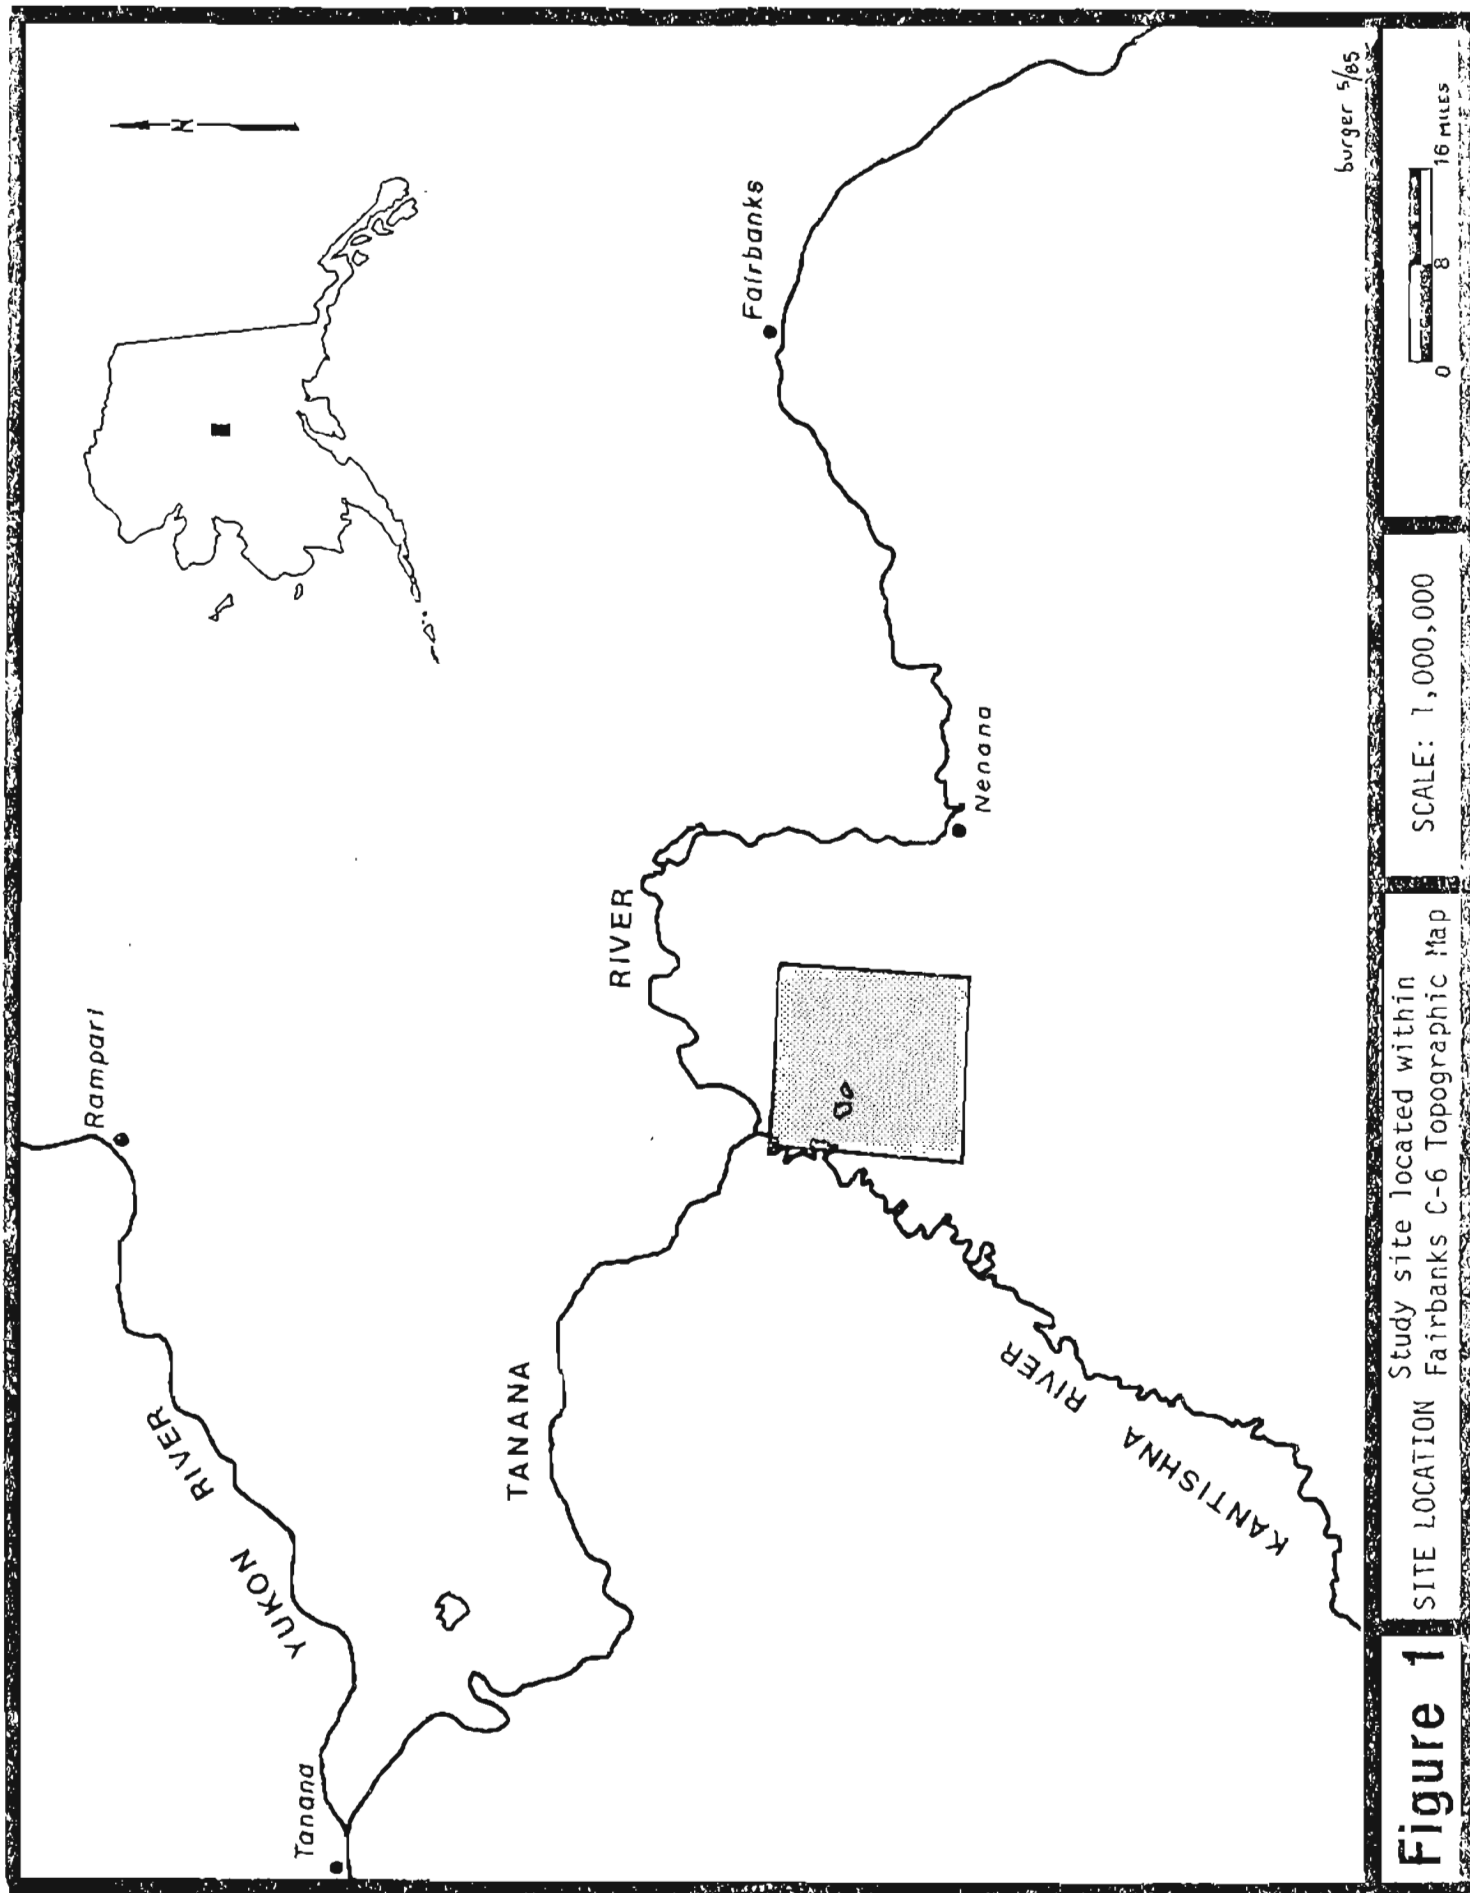 N
Rampart
YUKON RIVER
Tanana
TANANA RIVER
Fairbanks
Nenana
KANTISHNA RIVER
burger 5/85
Figure 1
SITE LOCATION
Study site located within
Fairbanks C-6 Topographic Map
SCALE: 1,000,000
0 8 16 MILES